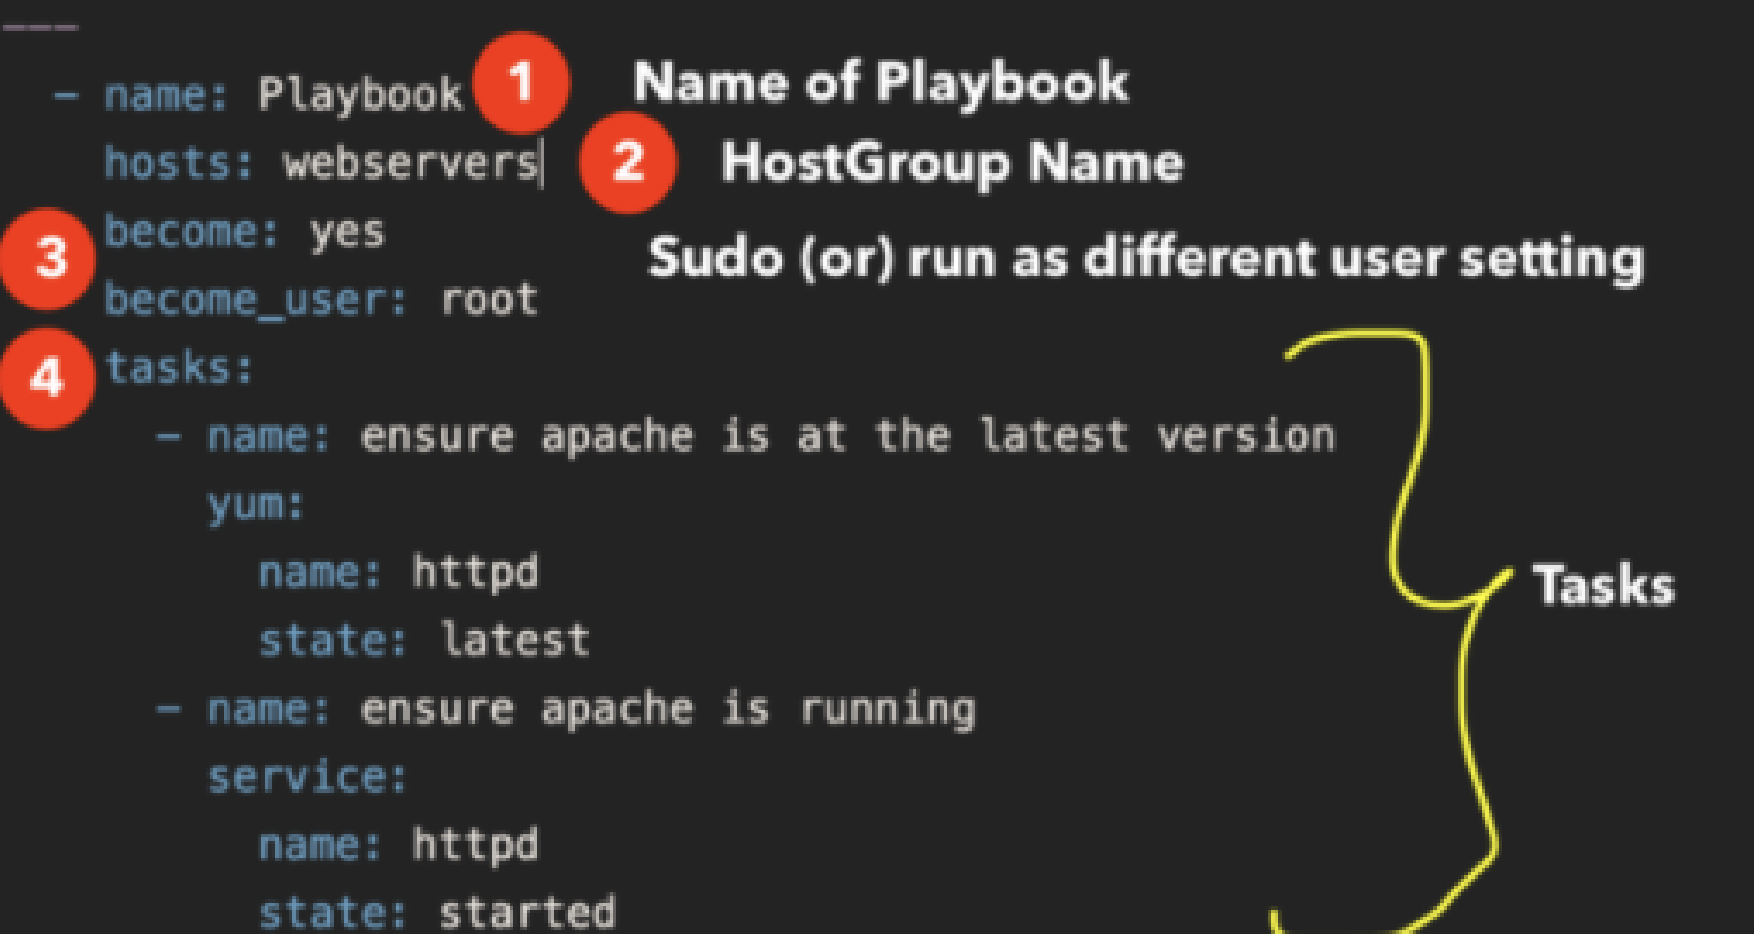 ---
- name: Playbook 1 Name of Playbook
hosts: webservers 2 HostGroup Name
3 become: yes
Sudo (or) run as different user setting
become_user: root
4 tasks:
- name: ensure apache is at the latest version
yum:
name: httpd
Tasks
state: latest
- name: ensure apache is running
service:
name: httpd
state: started